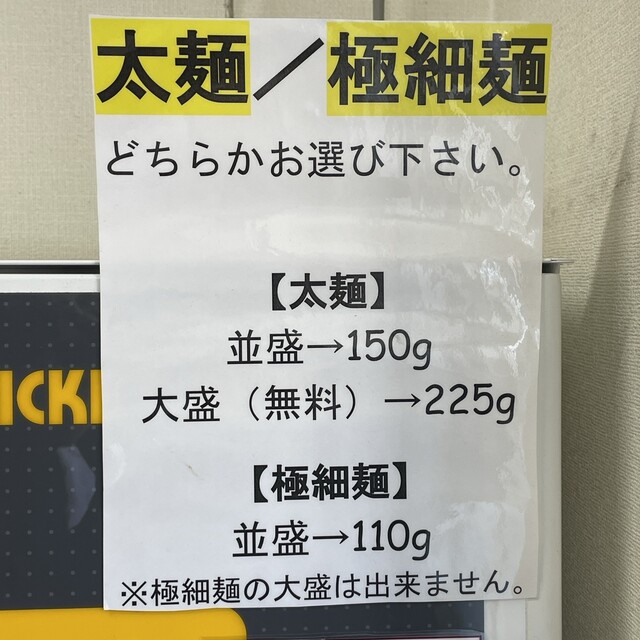 太麺／極細麺
どちらかお選び下さい。
【太麺】
並盛→150g
大盛（無料）→225g
【極細麺】
並盛→110g
※極細麺の大盛は出来ません。
ICK